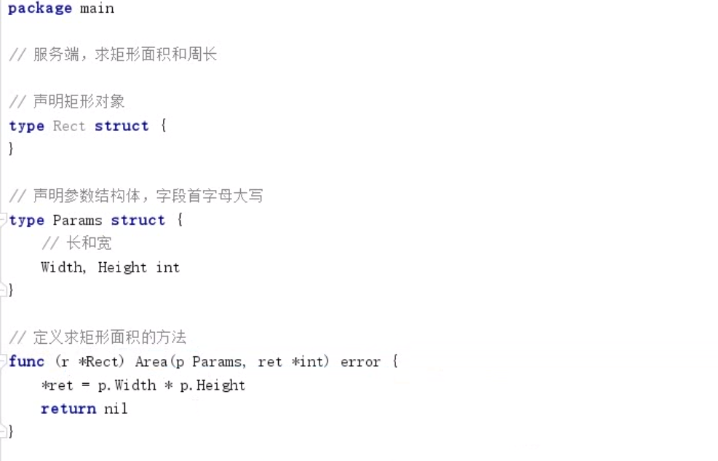 package main
// 服务端，求矩形面积和周长
// 声明矩形对象
type Rect struct {
}
// 声明参数结构体，字段首字母大写
type Params struct {
// 长和宽
Width, Height int
}
// 定义求矩形面积的方法
func (r *Rect) Area(p Params, ret *int) error {
*ret = p.Width * p.Height
return nil
}